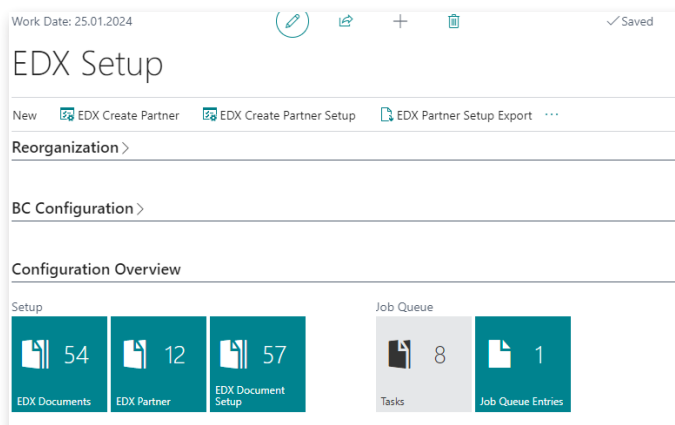 Work Date: 25.01.2024
Saved
EDX Setup
New EDX Create Partner EDX Create Partner Setup EDX Partner Setup Export ...
Reorganization >
BC Configuration >
Configuration Overview
Setup Job Queue
54 12 57 8 1
EDX Documents EDX Partner EDX Document Setup Tasks Job Queue Entries